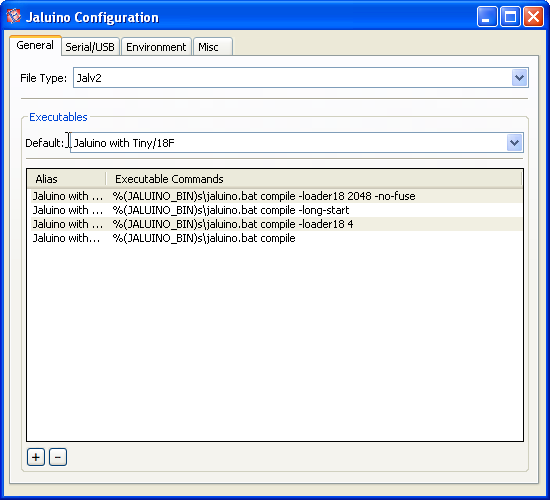 Jaluino Configuration
General Serial/USB Environment Misc
File Type: Jalv2
Executables
Default: Jaluino with Tiny/18F
Alias Executable Commands
Jaluino with ... %(JALUINO_BIN)s\jaluino.bat compile -loader18 2048 -no-fuse
Jaluino with ... %(JALUINO_BIN)s\jaluino.bat compile -long-start
Jaluino with ... %(JALUINO_BIN)s\jaluino.bat compile -loader18 4
Jaluino with... %(JALUINO_BIN)s\jaluino.bat compile